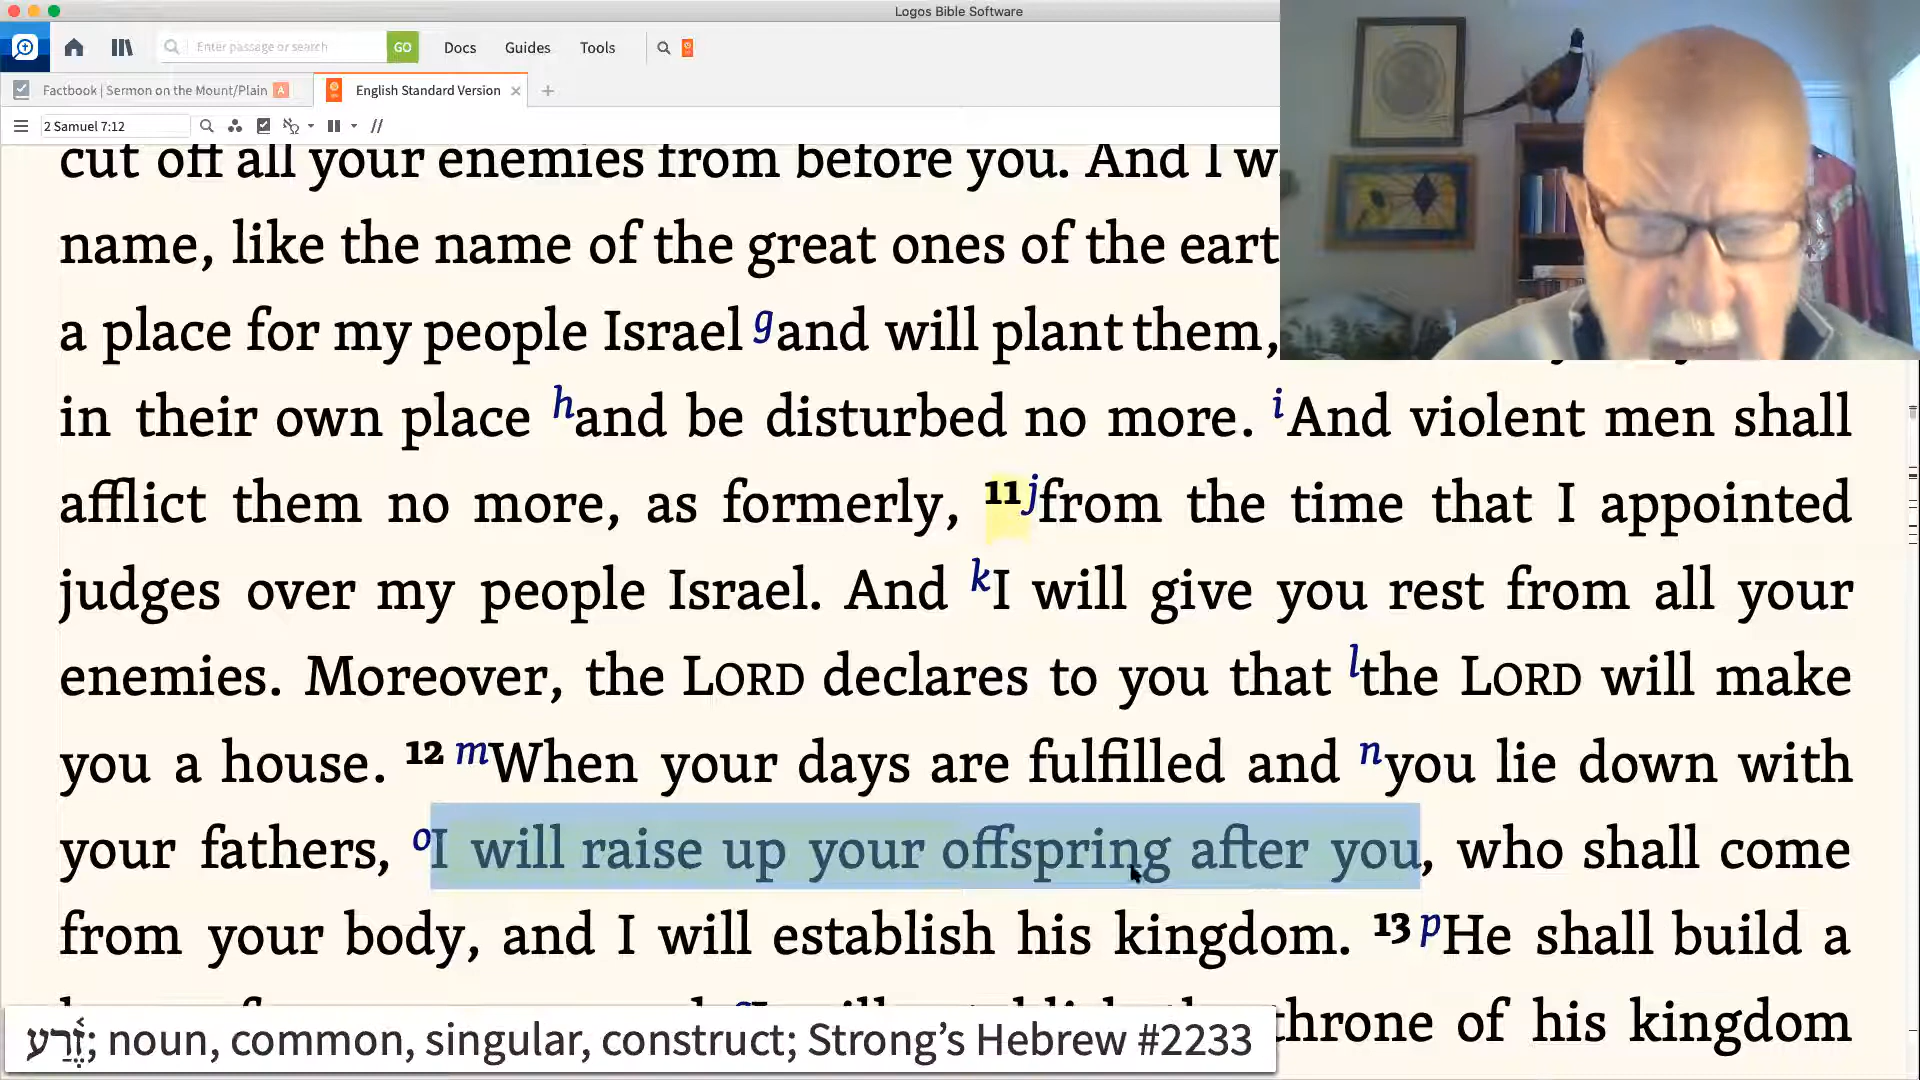 Logos Bible Software
Enter passage or search GO Docs Guides Tools
Factbook | Sermon on the Mount/Plain A English Standard Version
2 Samuel 7:12
cut off all your enemies from before you. And I
name, like the name of the great ones of the
a place for my people Israel g and will plant them,
in their own place h and be disturbed no more. i And violent men shall
afflict them no more, as formerly, 11 j from the time that I appointed
judges over my people Israel. And k I will give you rest from all your
enemies. Moreover, the LORD declares to you that l the LORD will make
you a house. 12 m When your days are fulfilled and n you lie down with
your fathers, o I will raise up your offspring after you, who shall come
from your body, and I will establish his kingdom. 13 p He shall build a
throne of his kingdom
זֶרַע; noun, common, singular, construct; Strong’s Hebrew #2233